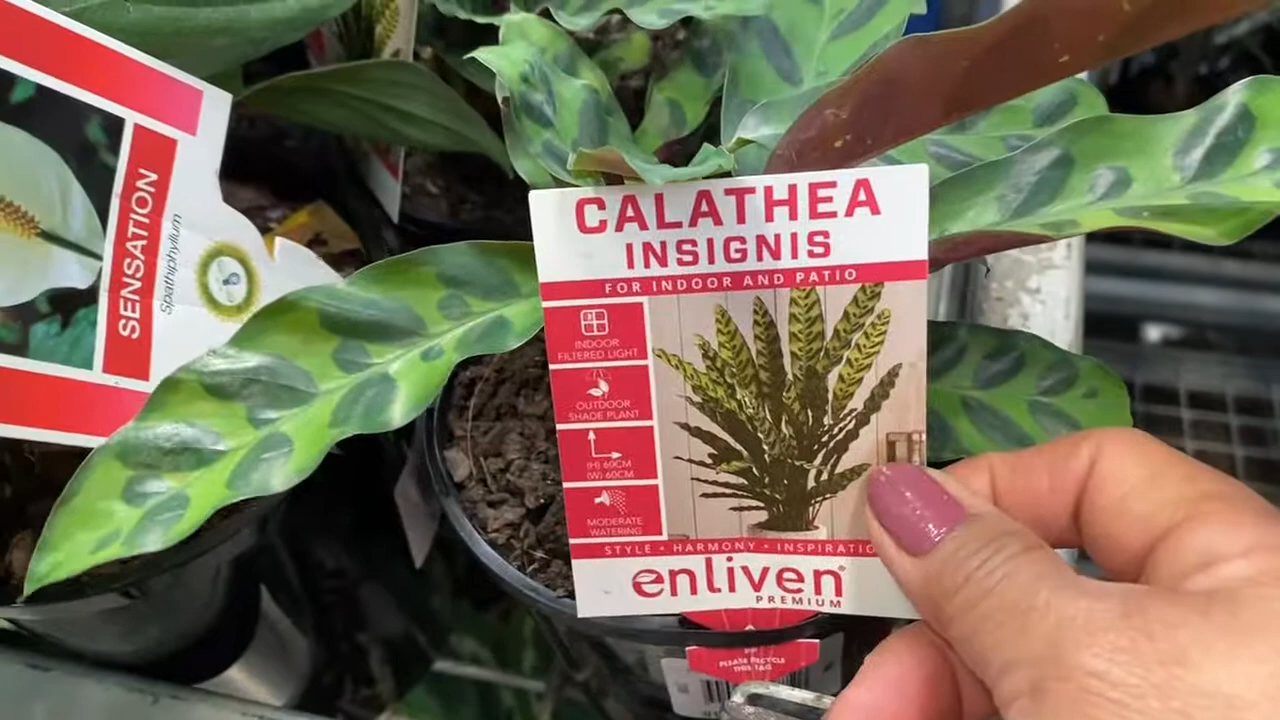 SENSATION
Spathiphyllum
CALATHEA
INSIGNIS
FOR INDOOR AND PATIO
INDOOR
FILTERED LIGHT
OUTDOOR
SHADE PLANT
(H) 60CM
(W) 60CM
MODERATE
WATERING
STYLE • HARMONY • INSPIRATIO
enliven®
PREMIUM
PLEASE RECYCLE
THIS TAG